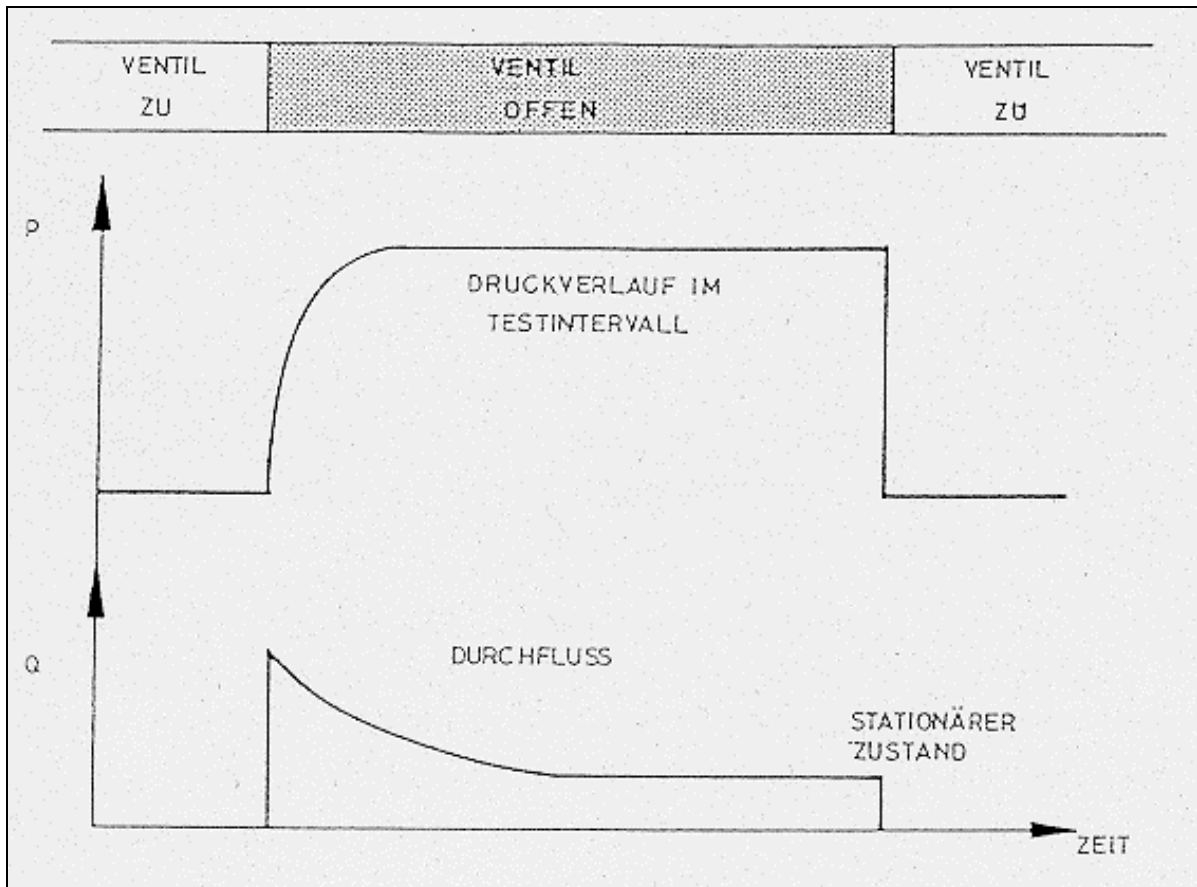 VENTIL
ZU
VENTIL
OFFEN
VENTIL
ZU
P
DRUCKVERLAUF IM
TESTINTERVALL
Q
DURCHFLUSS
STATIONÄRER
ZUSTAND
ZEIT